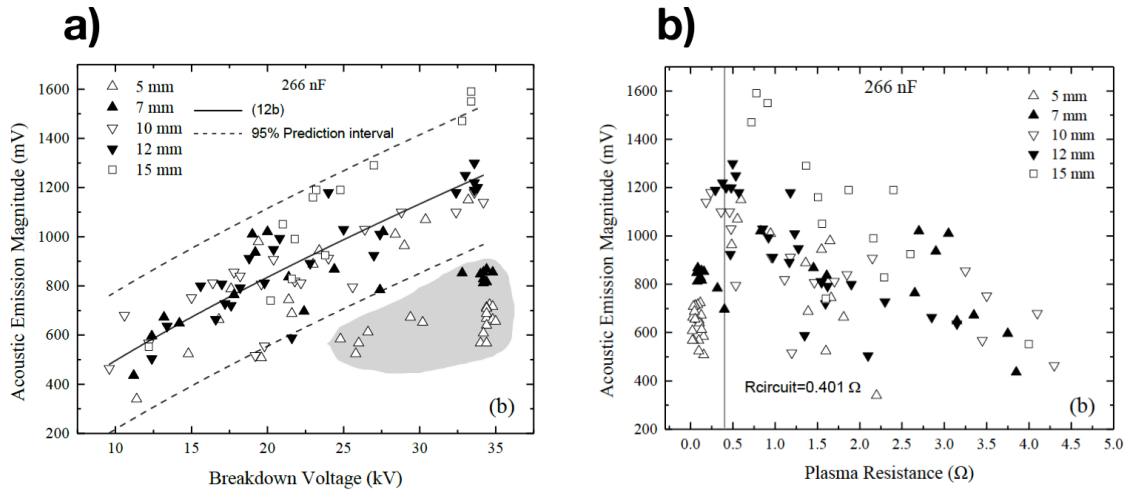 a)
266 nF
5 mm
7 mm
10 mm
12 mm
15 mm
(12b)
95% Prediction interval
1600
1400
1200
1000
800
600
400
200
Acoustic Emission Magnitude (mV)
(b)
10
15
20
25
30
35
Breakdown Voltage (kV)
b)
266 nF
5 mm
7 mm
10 mm
12 mm
15 mm
1600
1400
1200
1000
800
600
400
200
Acoustic Emission Magnitude (mV)
Rcircuit=0.401 Ω
(b)
0.0
0.5
1.0
1.5
2.0
2.5
3.0
3.5
4.0
4.5
5.0
Plasma Resistance (Ω)